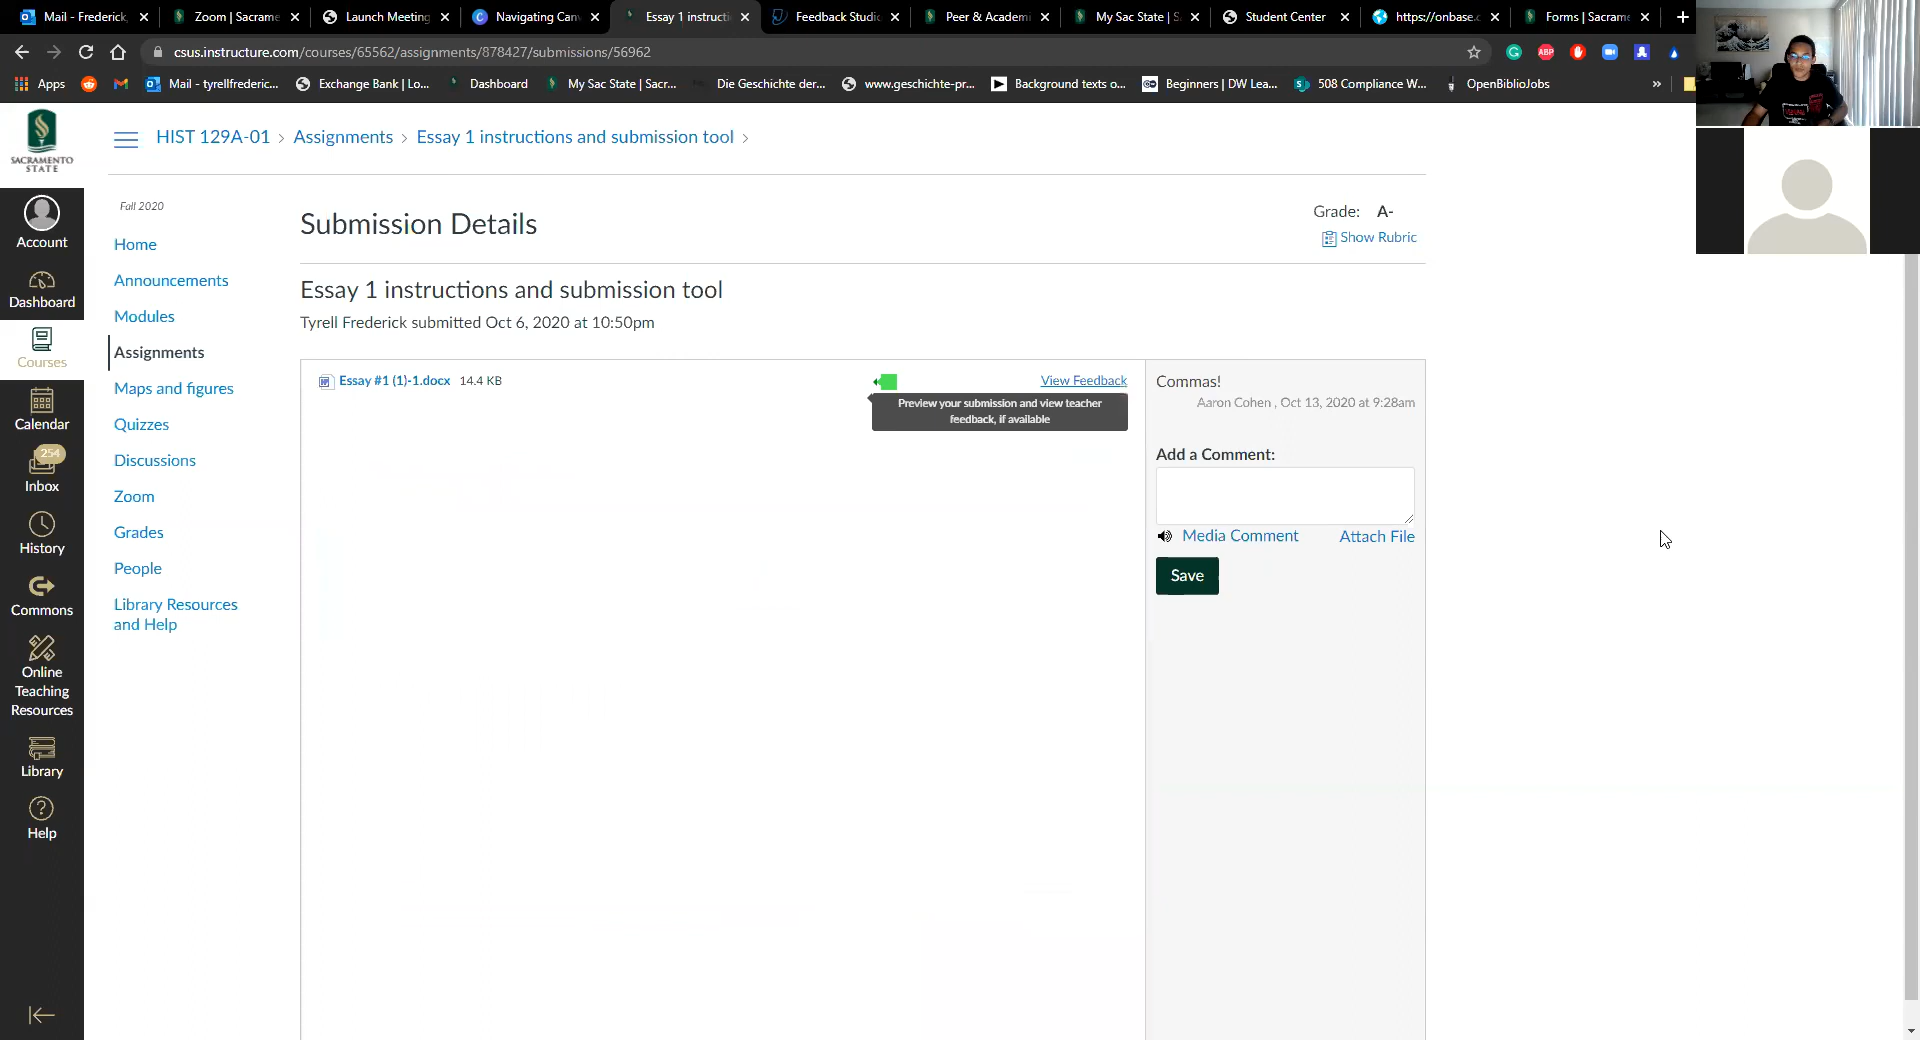 Mail - Frederick,
Zoom | Sacrame
Launch Meeting
Navigating Can
Essay 1 instructi
Feedback Studi
Peer & Academi
My Sac State | S
Student Center
https://onbase.c
Forms | Sacrame
csus.instructure.com/courses/65562/assignments/878427/submissions/56962
Apps
Mail - tyrellfrederic...
Exchange Bank | Lo...
Dashboard
My Sac State | Sacr...
Die Geschichte der...
www.geschichte-pr...
Background texts o...
Beginners | DW Lea...
508 Compliance W...
OpenBiblioJobs
»
SACRAMENTO
STATE
HIST 129A-01 › Assignments › Essay 1 instructions and submission tool ›
Account
Dashboard
Courses
Calendar
254
Inbox
History
Commons
Online
Teaching
Resources
Library
Help
Fall 2020
Home
Announcements
Modules
Assignments
Maps and figures
Quizzes
Discussions
Zoom
Grades
People
Library Resources
and Help
Submission Details
Grade: A-
Show Rubric
Essay 1 instructions and submission tool
Tyrell Frederick submitted Oct 6, 2020 at 10:50pm
Essay #1 (1)-1.docx 14.4 KB
View Feedback
Preview your submission and view teacher
feedback, if available
Commas!
Aaron Cohen , Oct 13, 2020 at 9:28am
Add a Comment:
Media Comment
Attach File
Save